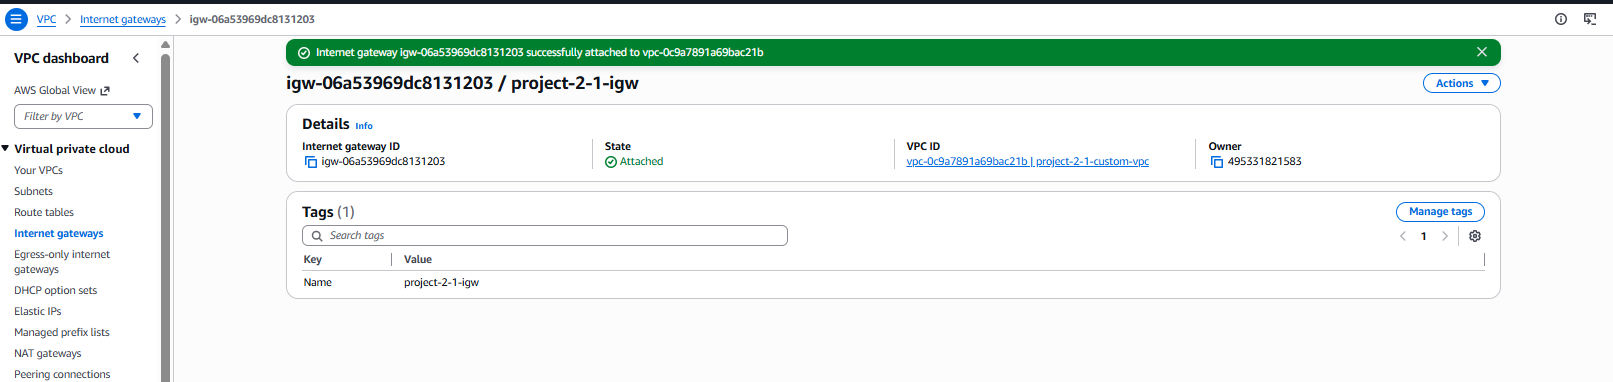 VPC > Internet gateways > igw-06a53969dc8131203
VPC dashboard
AWS Global View
Filter by VPC
Virtual private cloud
Your VPCs
Subnets
Route tables
Internet gateways
Egress-only internet
gateways
DHCP option sets
Elastic IPs
Managed prefix lists
NAT gateways
Peering connections
Internet gateway igw-06a53969dc8131203 successfully attached to vpc-0c9a7891a69bac21b
igw-06a53969dc8131203 / project-2-1-igw
Actions
Details Info
Internet gateway ID
igw-06a53969dc8131203
State
Attached
VPC ID
vpc-0c9a7891a69bac21b | project-2-1-custom-vpc
Owner
495331821583
Tags (1)
Manage tags
Search tags
1
Key Value
Name project-2-1-igw